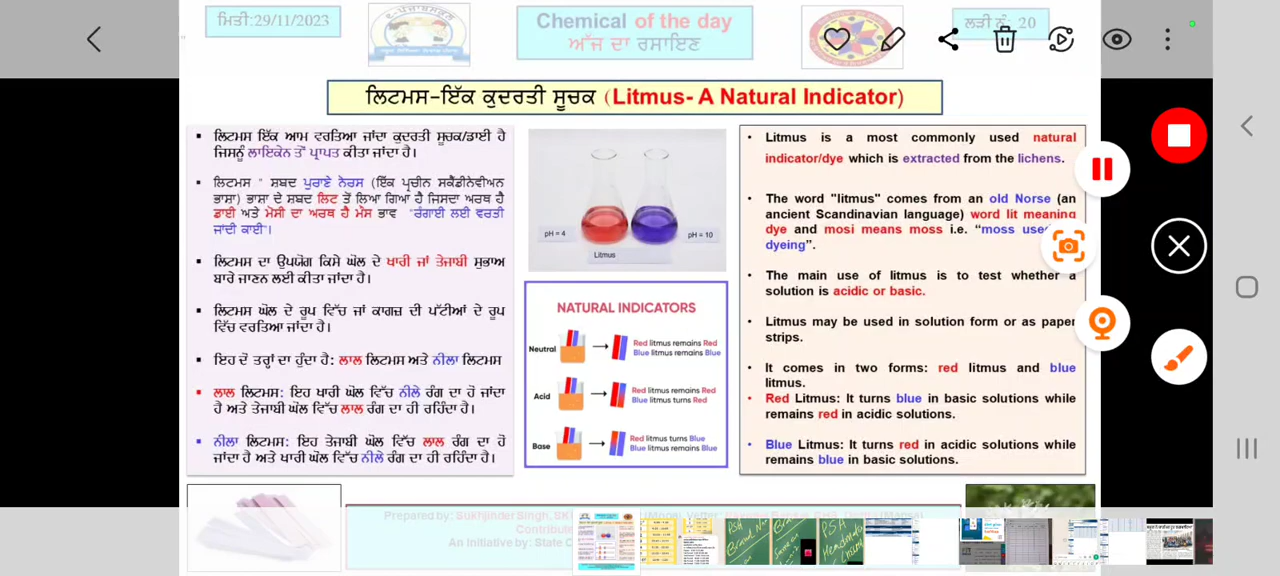 ਮਿਤੀ:29/11/2023
Chemical of the day
ਅੱਜ ਦਾ ਰਸਾਇਣ
ਲੜੀ ਨੰ: 20
ਲਿਟਮਸ-ਇੱਕ ਕੁਦਰਤੀ ਸੂਚਕ (Litmus- A Natural Indicator)
ਲਿਟਮਸ ਇੱਕ ਆਮ ਵਰਤਿਆ ਜਾਂਦਾ ਕੁਦਰਤੀ ਸੂਚਕ/ਡਾਈ ਹੈ
ਜਿਸਨੂੰ ਲਾਇਕੇਨ ਤੋਂ ਪ੍ਰਾਪਤ ਕੀਤਾ ਜਾਂਦਾ ਹੈ।
ਲਿਟਮਸ " ਸ਼ਬਦ ਪੁਰਾਣੇ ਨੋਰਸ (ਇੱਕ ਪ੍ਰਾਚੀਨ ਸਕੈਂਡੀਨੇਵੀਅਨ
ਭਾਸ਼ਾ) ਭਾਸ਼ਾ ਦੇ ਸ਼ਬਦ ਲਿਟ ਤੋਂ ਲਿਆ ਗਿਆ ਹੈ ਜਿਸਦਾ ਅਰਥ ਹੈ
ਡਾਈ ਅਤੇ ਮੋਸੀ ਦਾ ਅਰਥ ਹੈ ਮੋਸ ਭਾਵ "ਰੰਗਾਈ ਲਈ ਵਰਤੀ
ਜਾਂਦੀ ਕਾਈ"।
ਲਿਟਮਸ ਦਾ ਉਪਯੋਗ ਕਿਸੇ ਘੋਲ ਦੇ ਖਾਰੀ ਜਾਂ ਤੇਜ਼ਾਬੀ ਸੁਭਾਅ
ਬਾਰੇ ਜਾਣਨ ਲਈ ਕੀਤਾ ਜਾਂਦਾ ਹੈ।
ਲਿਟਮਸ ਘੋਲ ਦੇ ਰੂਪ ਵਿੱਚ ਜਾਂ ਕਾਗਜ਼ ਦੀ ਪੱਟੀਆਂ ਦੇ ਰੂਪ
ਵਿੱਚ ਵਰਤਿਆ ਜਾਂਦਾ ਹੈ।
ਇਹ ਦੋ ਤਰ੍ਹਾਂ ਦਾ ਹੁੰਦਾ ਹੈ: ਲਾਲ ਲਿਟਮਸ ਅਤੇ ਨੀਲਾ ਲਿਟਮਸ
ਲਾਲ ਲਿਟਮਸ: ਇਹ ਖਾਰੀ ਘੋਲ ਵਿੱਚ ਨੀਲੇ ਰੰਗ ਦਾ ਹੋ ਜਾਂਦਾ
ਹੈ ਅਤੇ ਤੇਜਾਬੀ ਘੋਲ ਵਿੱਚ ਲਾਲ ਰੰਗ ਦਾ ਹੀ ਰਹਿੰਦਾ ਹੈ।
ਨੀਲਾ ਲਿਟਮਸ: ਇਹ ਤੇਜਾਬੀ ਘੋਲ ਵਿੱਚ ਲਾਲ ਰੰਗ ਦਾ ਹੋ
ਜਾਂਦਾ ਹੈ ਅਤੇ ਖਾਰੀ ਘੋਲ ਵਿੱਚ ਨੀਲੇ ਰੰਗ ਦਾ ਹੀ ਰਹਿੰਦਾ ਹੈ।
pH = 4
pH = 10
Litmus
NATURAL INDICATORS
Neutral
Red litmus remains Red
Blue litmus remains Blue
Acid
Red litmus remains Red
Blue litmus turns Red
Base
Red litmus turns Blue
Blue litmus remains Blue
Litmus is a most commonly used natural
indicator/dye which is extracted from the lichens.
The word "litmus" comes from an old Norse (an
ancient Scandinavian language) word lit meaning
dye and mosi means moss i.e. "moss use
dyeing".
The main use of litmus is to test whether a
solution is acidic or basic.
Litmus may be used in solution form or as paper
strips.
It comes in two forms: red litmus and blue
litmus.
Red Litmus: It turns blue in basic solutions while
remains red in acidic solutions.
Blue Litmus: It turns red in acidic solutions while
remains blue in basic solutions.
Prepared by: Sukhjinder Singh,
An Initiative by: State